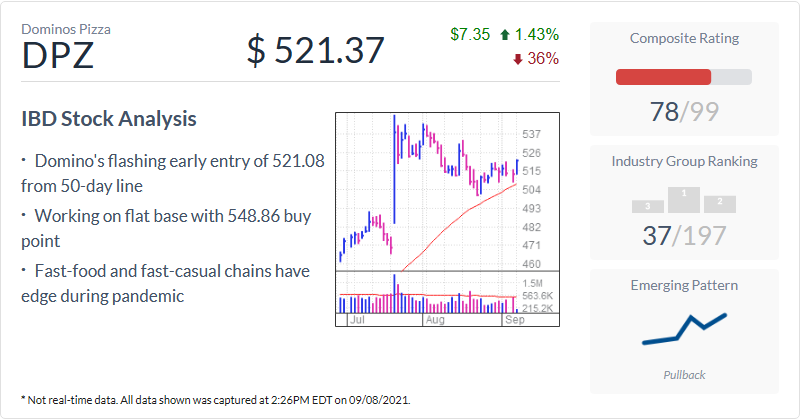 Dominos Pizza
DPZ
$ 521.37
$7.35 1.43%
36%
IBD Stock Analysis
· Domino's flashing early entry of 521.08
from 50-day line
· Working on flat base with 548.86 buy
point
· Fast-food and fast-casual chains have
edge during pandemic
537
526
515
504
493
482
471
460
1.5M
563.6K
215.2K
Jul Aug Sep
Composite Rating
78/99
Industry Group Ranking
3 1 2
37/197
Emerging Pattern
Pullback
* Not real-time data. All data shown was captured at 2:26PM EDT on 09/08/2021.